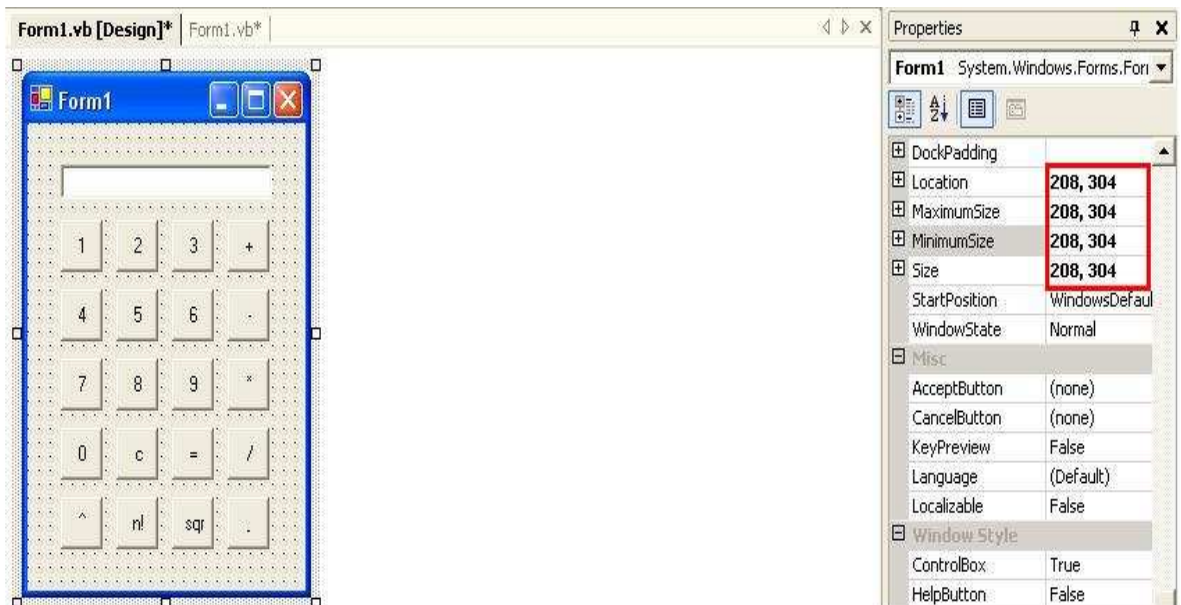 Form1.vb [Design]* Form1.vb*
Form1
1 2 3 +
4 5 6 -
7 8 9 *
0 c = /
^ n! sqr .
Properties
Form1 System.Windows.Forms.Forı
DockPadding
Location 208, 304
MaximumSize 208, 304
MinimumSize 208, 304
Size 208, 304
StartPosition WindowsDefaul
WindowState Normal
Misc
AcceptButton (none)
CancelButton (none)
KeyPreview False
Language (Default)
Localizable False
Window Style
ControlBox True
HelpButton False